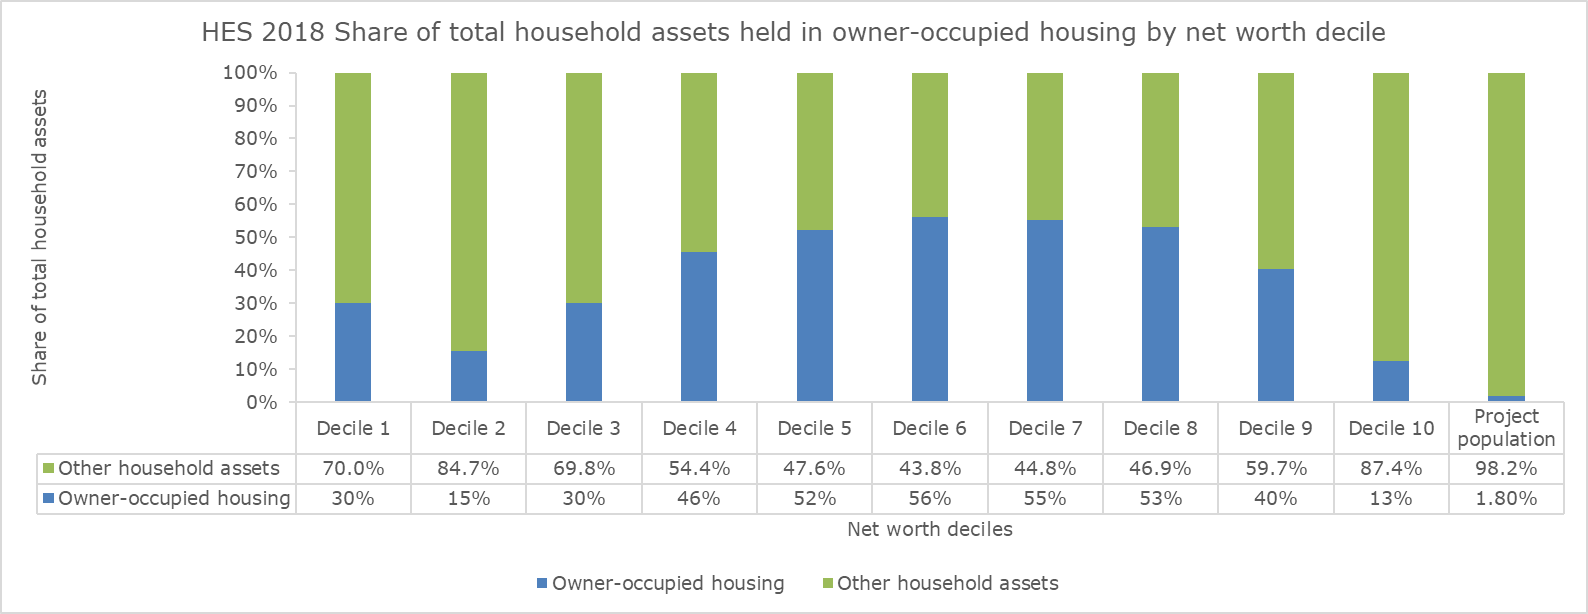 HES 2018 Share of total household assets held in owner-occupied housing by net worth decile
Share of total household assets
100%
90%
80%
70%
60%
50%
40%
30%
20%
10%
0%
Decile 1 Decile 2 Decile 3 Decile 4 Decile 5 Decile 6 Decile 7 Decile 8 Decile 9 Decile 10 Project
population
Other household assets 70.0% 84.7% 69.8% 54.4% 47.6% 43.8% 44.8% 46.9% 59.7% 87.4% 98.2%
Owner-occupied housing 30% 15% 30% 46% 52% 56% 55% 53% 40% 13% 1.80%
Net worth deciles
Owner-occupied housing Other household assets